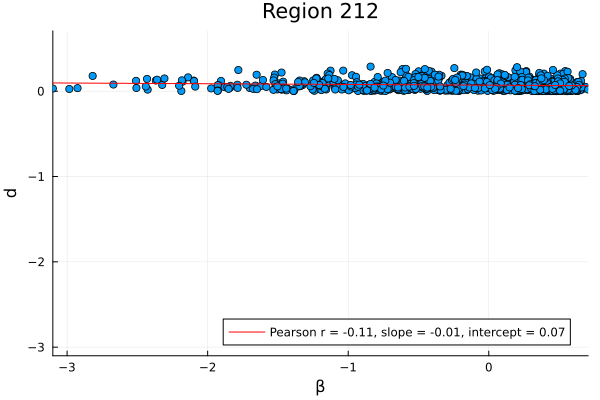 Region 212
0
−1
−2
−3
d
Pearson r = -0.11, slope = -0.01, intercept = 0.07
−3
−2
−1
0
β